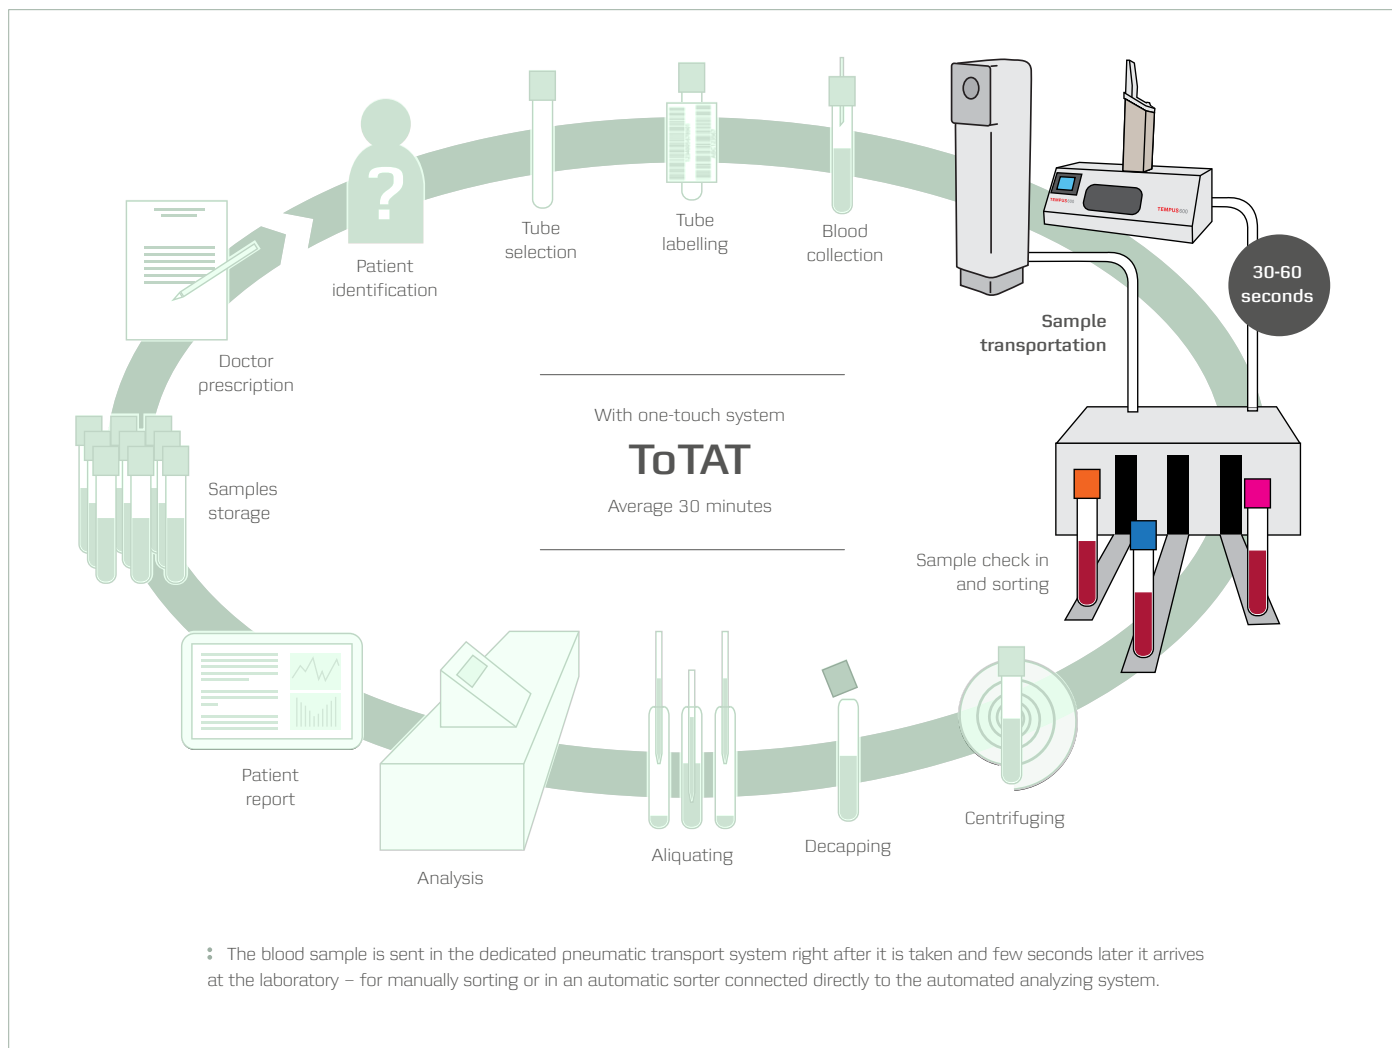 Tube
selection
Tube
labelling
Blood
collection
?
Patient
identification
TEMPUS600
TEMPUS600
30-60
seconds
Sample
transportation
Doctor
prescription
With one-touch system
ToTAT
Average 30 minutes
Samples
storage
Sample check in
and sorting
Patient
report
Analysis
Aliquating
Decapping
Centrifuging
The blood sample is sent in the dedicated pneumatic transport system right after it is taken and few seconds later it arrives
at the laboratory – for manually sorting or in an automatic sorter connected directly to the automated analyzing system.